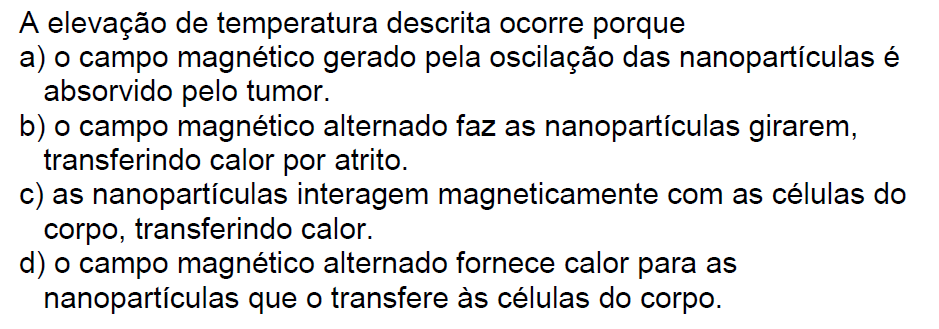 A elevação de temperatura descrita ocorre porque
a) o campo magnético gerado pela oscilação das nanopartículas é
absorvido pelo tumor.
b) o campo magnético alternado faz as nanopartículas girarem,
transferindo calor por atrito.
c) as nanopartículas interagem magneticamente com as células do
corpo, transferindo calor.
d) o campo magnético alternado fornece calor para as
nanopartículas que o transfere às células do corpo.